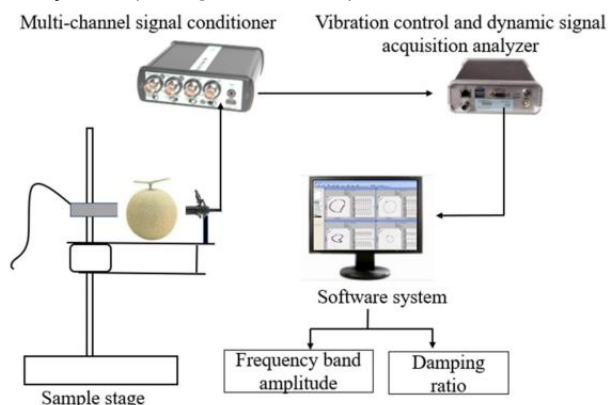 Multi-channel signal conditioner
Vibration control and dynamic signal
acquisition analyzer
Software system
Frequency band
amplitude
Damping
ratio
Sample stage